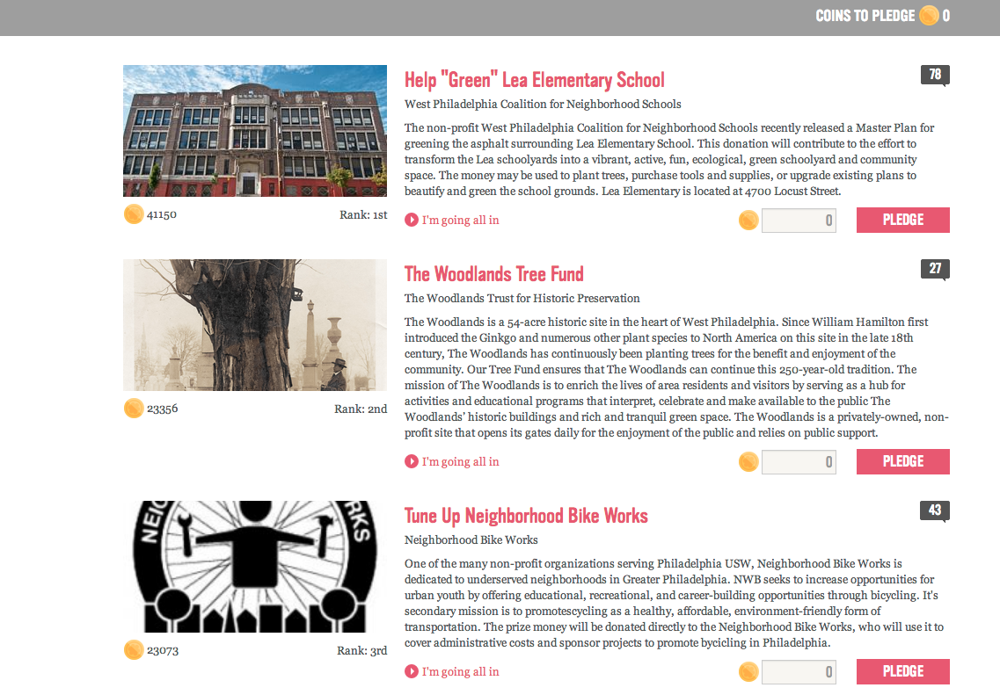 COINS TO PLEDGE 0
Help "Green" Lea Elementary School
78
West Philadelphia Coalition for Neighborhood Schools
The non-profit West Philadelphia Coalition for Neighborhood Schools recently released a Master Plan for
greening the asphalt surrounding Lea Elementary School. This donation will contribute to the effort to
transform the Lea schoolyards into a vibrant, active, fun, ecological, green schoolyard and community
space. The money may be used to plant trees, purchase tools and supplies, or upgrade existing plans to
beautify and green the school grounds. Lea Elementary is located at 4700 Locust Street.
41150
Rank: 1st
I'm going all in
0
PLEDGE
The Woodlands Tree Fund
27
The Woodlands Trust for Historic Preservation
The Woodlands is a 54-acre historic site in the heart of West Philadelphia. Since William Hamilton first
introduced the Ginkgo and numerous other plant species to North America on this site in the late 18th
century, The Woodlands has continuously been planting trees for the benefit and enjoyment of the
community. Our Tree Fund ensures that The Woodlands can continue this 250-year-old tradition. The
mission of The Woodlands is to enrich the lives of area residents and visitors by serving as a hub for
activities and educational programs that interpret, celebrate and make available to the public The
Woodlands' historic buildings and rich and tranquil green space. The Woodlands is a privately-owned, non-
profit site that opens its gates daily for the enjoyment of the public and relies on public support.
23356
Rank: 2nd
I'm going all in
0
PLEDGE
NEIG
RKS
Tune Up Neighborhood Bike Works
43
Neighborhood Bike Works
One of the many non-profit organizations serving Philadelphia USW, Neighborhood Bike Works is
dedicated to underserved neighborhoods in Greater Philadelphia. NWB seeks to increase opportunities for
urban youth by offering educational, recreational, and career-building opportunities through bicycling. It's
secondary mission is to promotescycling as a healthy, affordable, environment-friendly form of
transportation. The prize money will be donated directly to the Neighborhood Bike Works, who will use it to
cover administrative costs and sponsor projects to promote bycicling in Philadelphia.
23073
Rank: 3rd
I'm going all in
0
PLEDGE